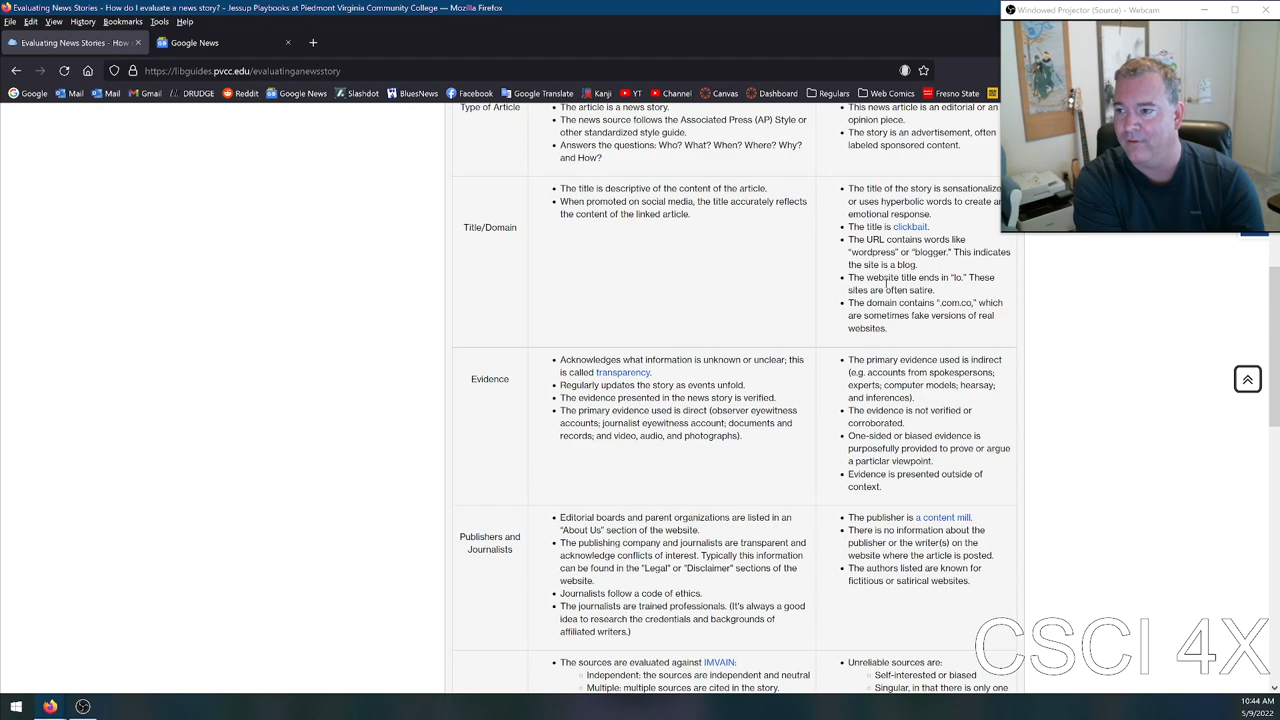 Evaluating News Stories - How do I evaluate a news story? - Jessup Playbooks at Piedmont Virginia Community College — Mozilla Firefox
File Edit View History Bookmarks Tools Help
Evaluating News Stories - How
Google News
https://libguides.pvcc.edu/evaluatinganewsstory
Google Mail Mail Gmail DRUDGE Reddit Google News Slashdot BluesNews Facebook Google Translate Kanji YT Channel Canvas Dashboard Regulars Web Comics Fresno State
Windowed Projector (Source) - Webcam
Type of Article
The article is a news story.
The news source follows the Associated Press (AP) Style or
other standardized style guide.
Answers the questions: Who? What? When? Where? Why?
and How?
This news article is an editorial or an
opinion piece.
The story is an advertisement, often
labeled sponsored content.
Title/Domain
The title is descriptive of the content of the article.
When promoted on social media, the title accurately reflects
the content of the linked article.
The title of the story is sensationalize
or uses hyperbolic words to create an
emotional response.
The title is clickbait.
The URL contains words like
“wordpress” or “blogger.” This indicates
the site is a blog.
The website title ends in “lo.” These
sites are often satire.
The domain contains “.com.co,” which
are sometimes fake versions of real
websites.
Evidence
Acknowledges what information is unknown or unclear; this
is called transparency.
Regularly updates the story as events unfold.
The evidence presented in the news story is verified.
The primary evidence used is direct (observer eyewitness
accounts; journalist eyewitness account; documents and
records; and video, audio, and photographs).
The primary evidence used is indirect
(e.g. accounts from spokespersons;
experts; computer models; hearsay;
and inferences).
The evidence is not verified or
corroborated.
One-sided or biased evidence is
purposefully provided to prove or argue
a particlar viewpoint.
Evidence is presented outside of
context.
Publishers and
Journalists
Editorial boards and parent organizations are listed in an
“About Us” section of the website.
The publishing company and journalists are transparent and
acknowledge conflicts of interest. Typically this information
can be found in the "Legal" or "Disclaimer" sections of the
website.
Journalists follow a code of ethics.
The journalists are trained professionals. (It's always a good
idea to research the credentials and backgrounds of
affiliated writers.)
The publisher is a content mill.
There is no information about the
publisher or the writer(s) on the
website where the article is posted.
The authors listed are known for
fictitious or satirical websites.
The sources are evaluated against IMVAIN:
Independent: the sources are independent and neutral
Multiple: multiple sources are cited in the story.
Unreliable sources are:
Self-interested or biased
Singular, in that there is only one
CSCI 4X
10:44 AM
5/9/2022